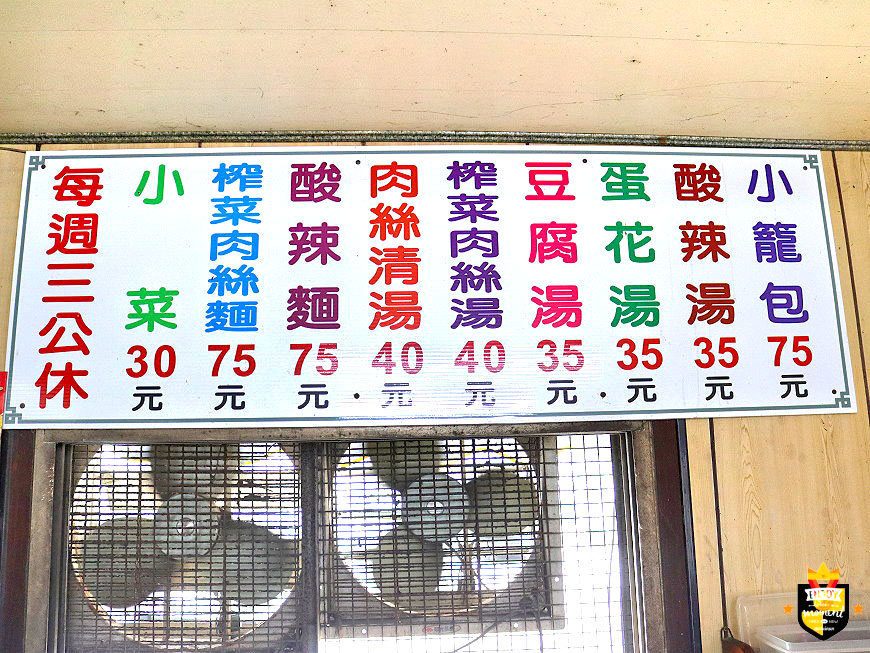 小籠包 75元
酸辣湯 35元
蛋花湯 35元
豆腐湯 35元
榨菜肉絲湯 40元
肉絲清湯 40元
酸辣麵 75元
榨菜肉絲麵 75元
小菜 30元
每週三公休